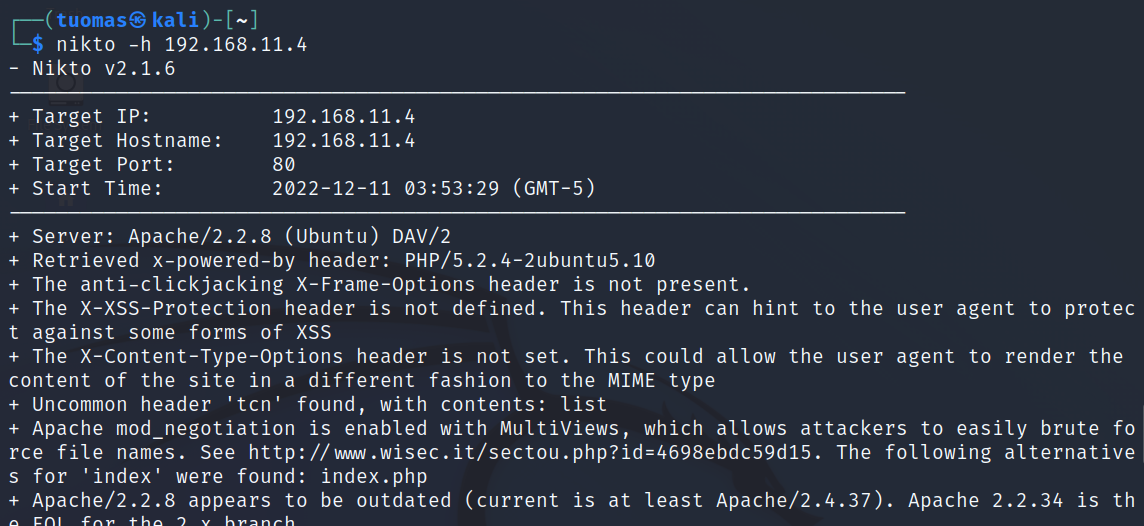 ┌──(tuomas㉿kali)-[~]
└─$ nikto -h 192.168.11.4
- Nikto v2.1.6
---------------------------------------------------------------------------
+ Target IP:          192.168.11.4
+ Target Hostname:    192.168.11.4
+ Target Port:        80
+ Start Time:         2022-12-11 03:53:29 (GMT-5)
---------------------------------------------------------------------------
+ Server: Apache/2.2.8 (Ubuntu) DAV/2
+ Retrieved x-powered-by header: PHP/5.2.4-2ubuntu5.10
+ The anti-clickjacking X-Frame-Options header is not present.
+ The X-XSS-Protection header is not defined. This header can hint to the user agent to protec
t against some forms of XSS
+ The X-Content-Type-Options header is not set. This could allow the user agent to render the
content of the site in a different fashion to the MIME type
+ Uncommon header 'tcn' found, with contents: list
+ Apache mod_negotiation is enabled with MultiViews, which allows attackers to easily brute fo
rce file names. See http://www.wisec.it/sectou.php?id=4698ebdc59d15. The following alternative
s for 'index' were found: index.php
+ Apache/2.2.8 appears to be outdated (current is at least Apache/2.4.37). Apache 2.2.34 is th
e EOL for the 2.x branch.